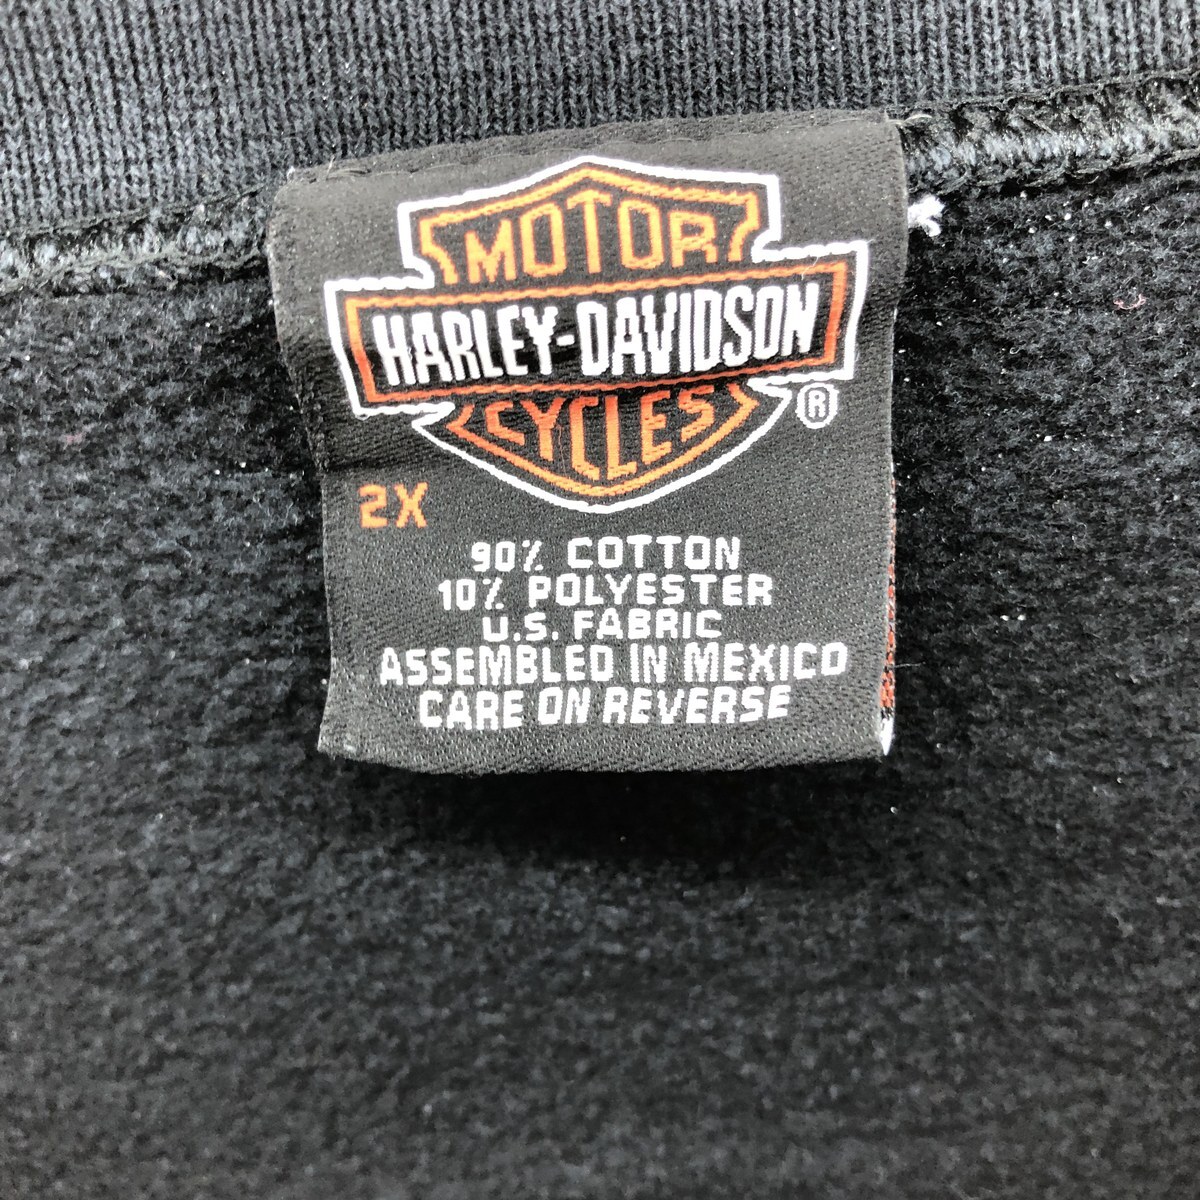 MOTOR
HARLEY-DAVIDSON
CYCLES
®
2X
90% COTTON
10% POLYESTER
U.S. FABRIC
ASSEMBLED IN MEXICO
CARE ON REVERSE